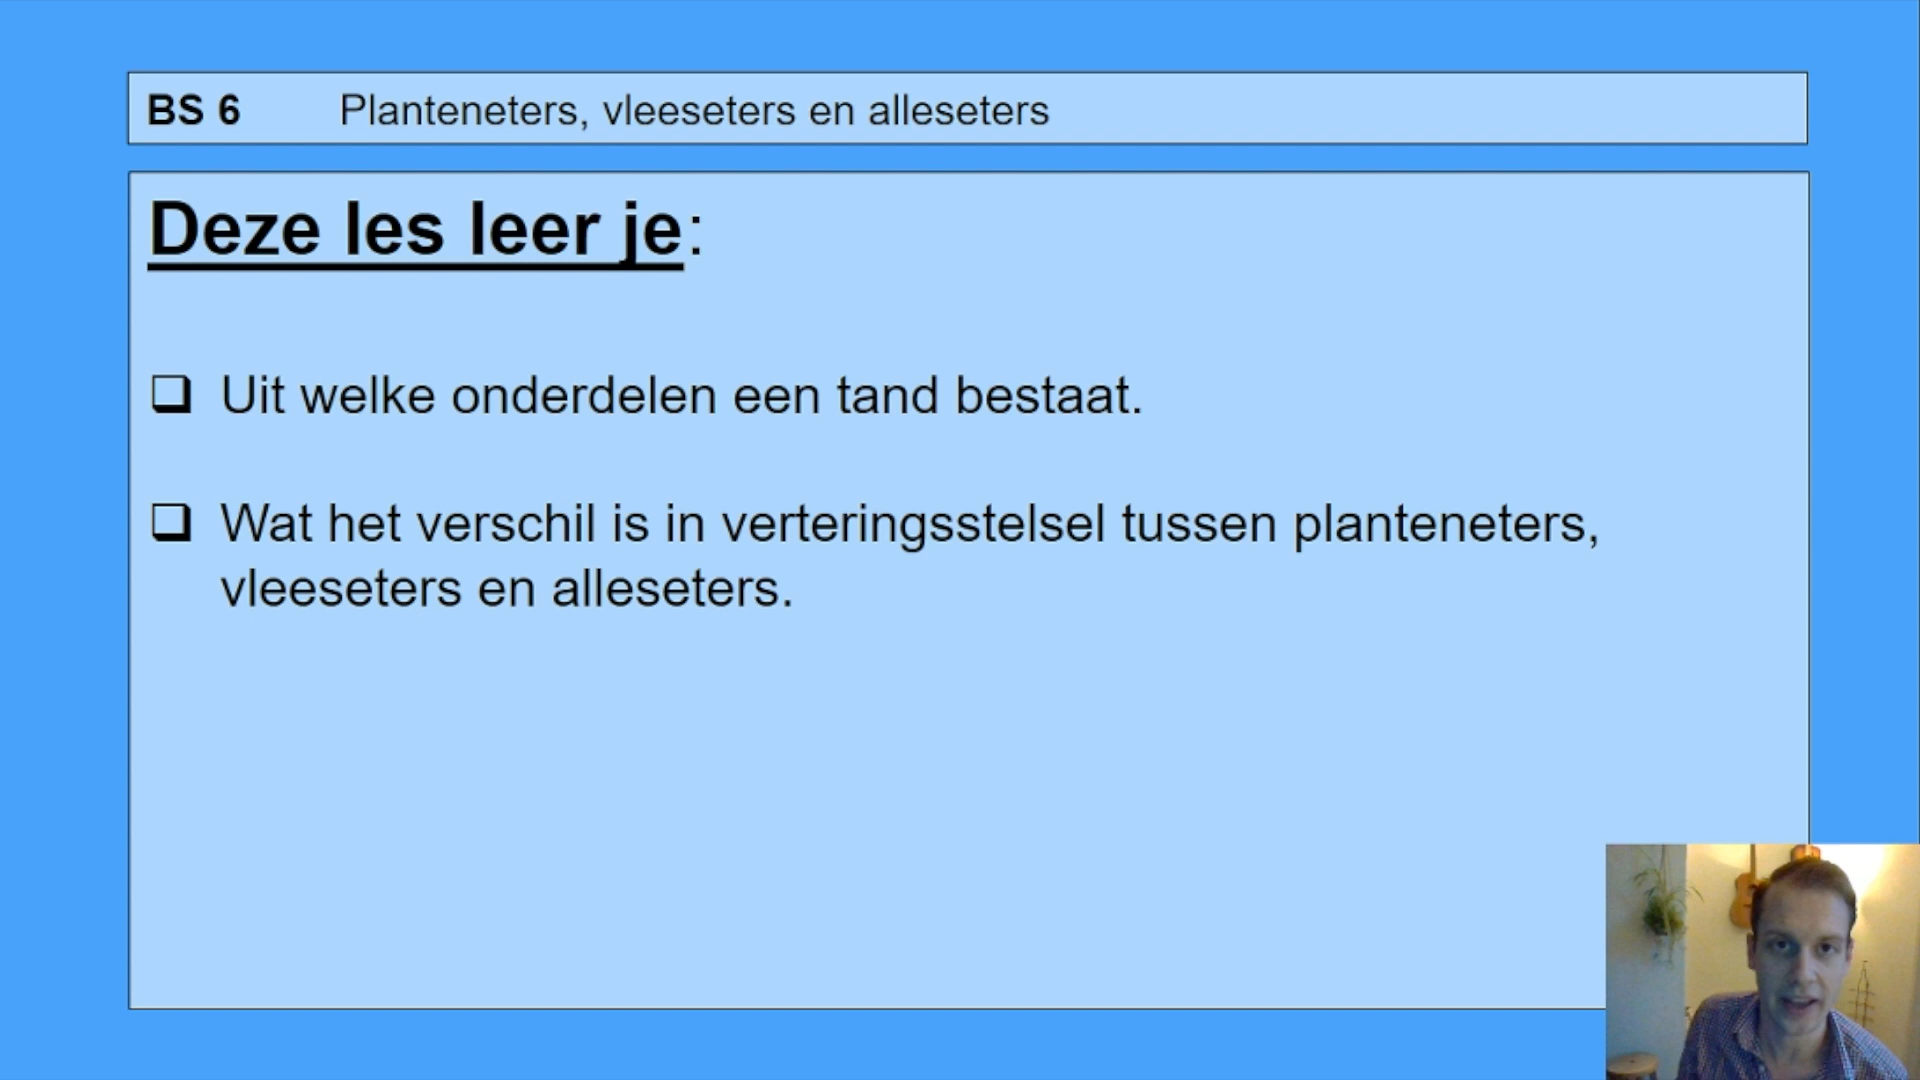 BS 6 Planteneters, vleeseters en alleseters
Deze les leer je:
Uit welke onderdelen een tand bestaat.
Wat het verschil is in verteringsstelsel tussen planteneters,
vleeseters en alleseters.